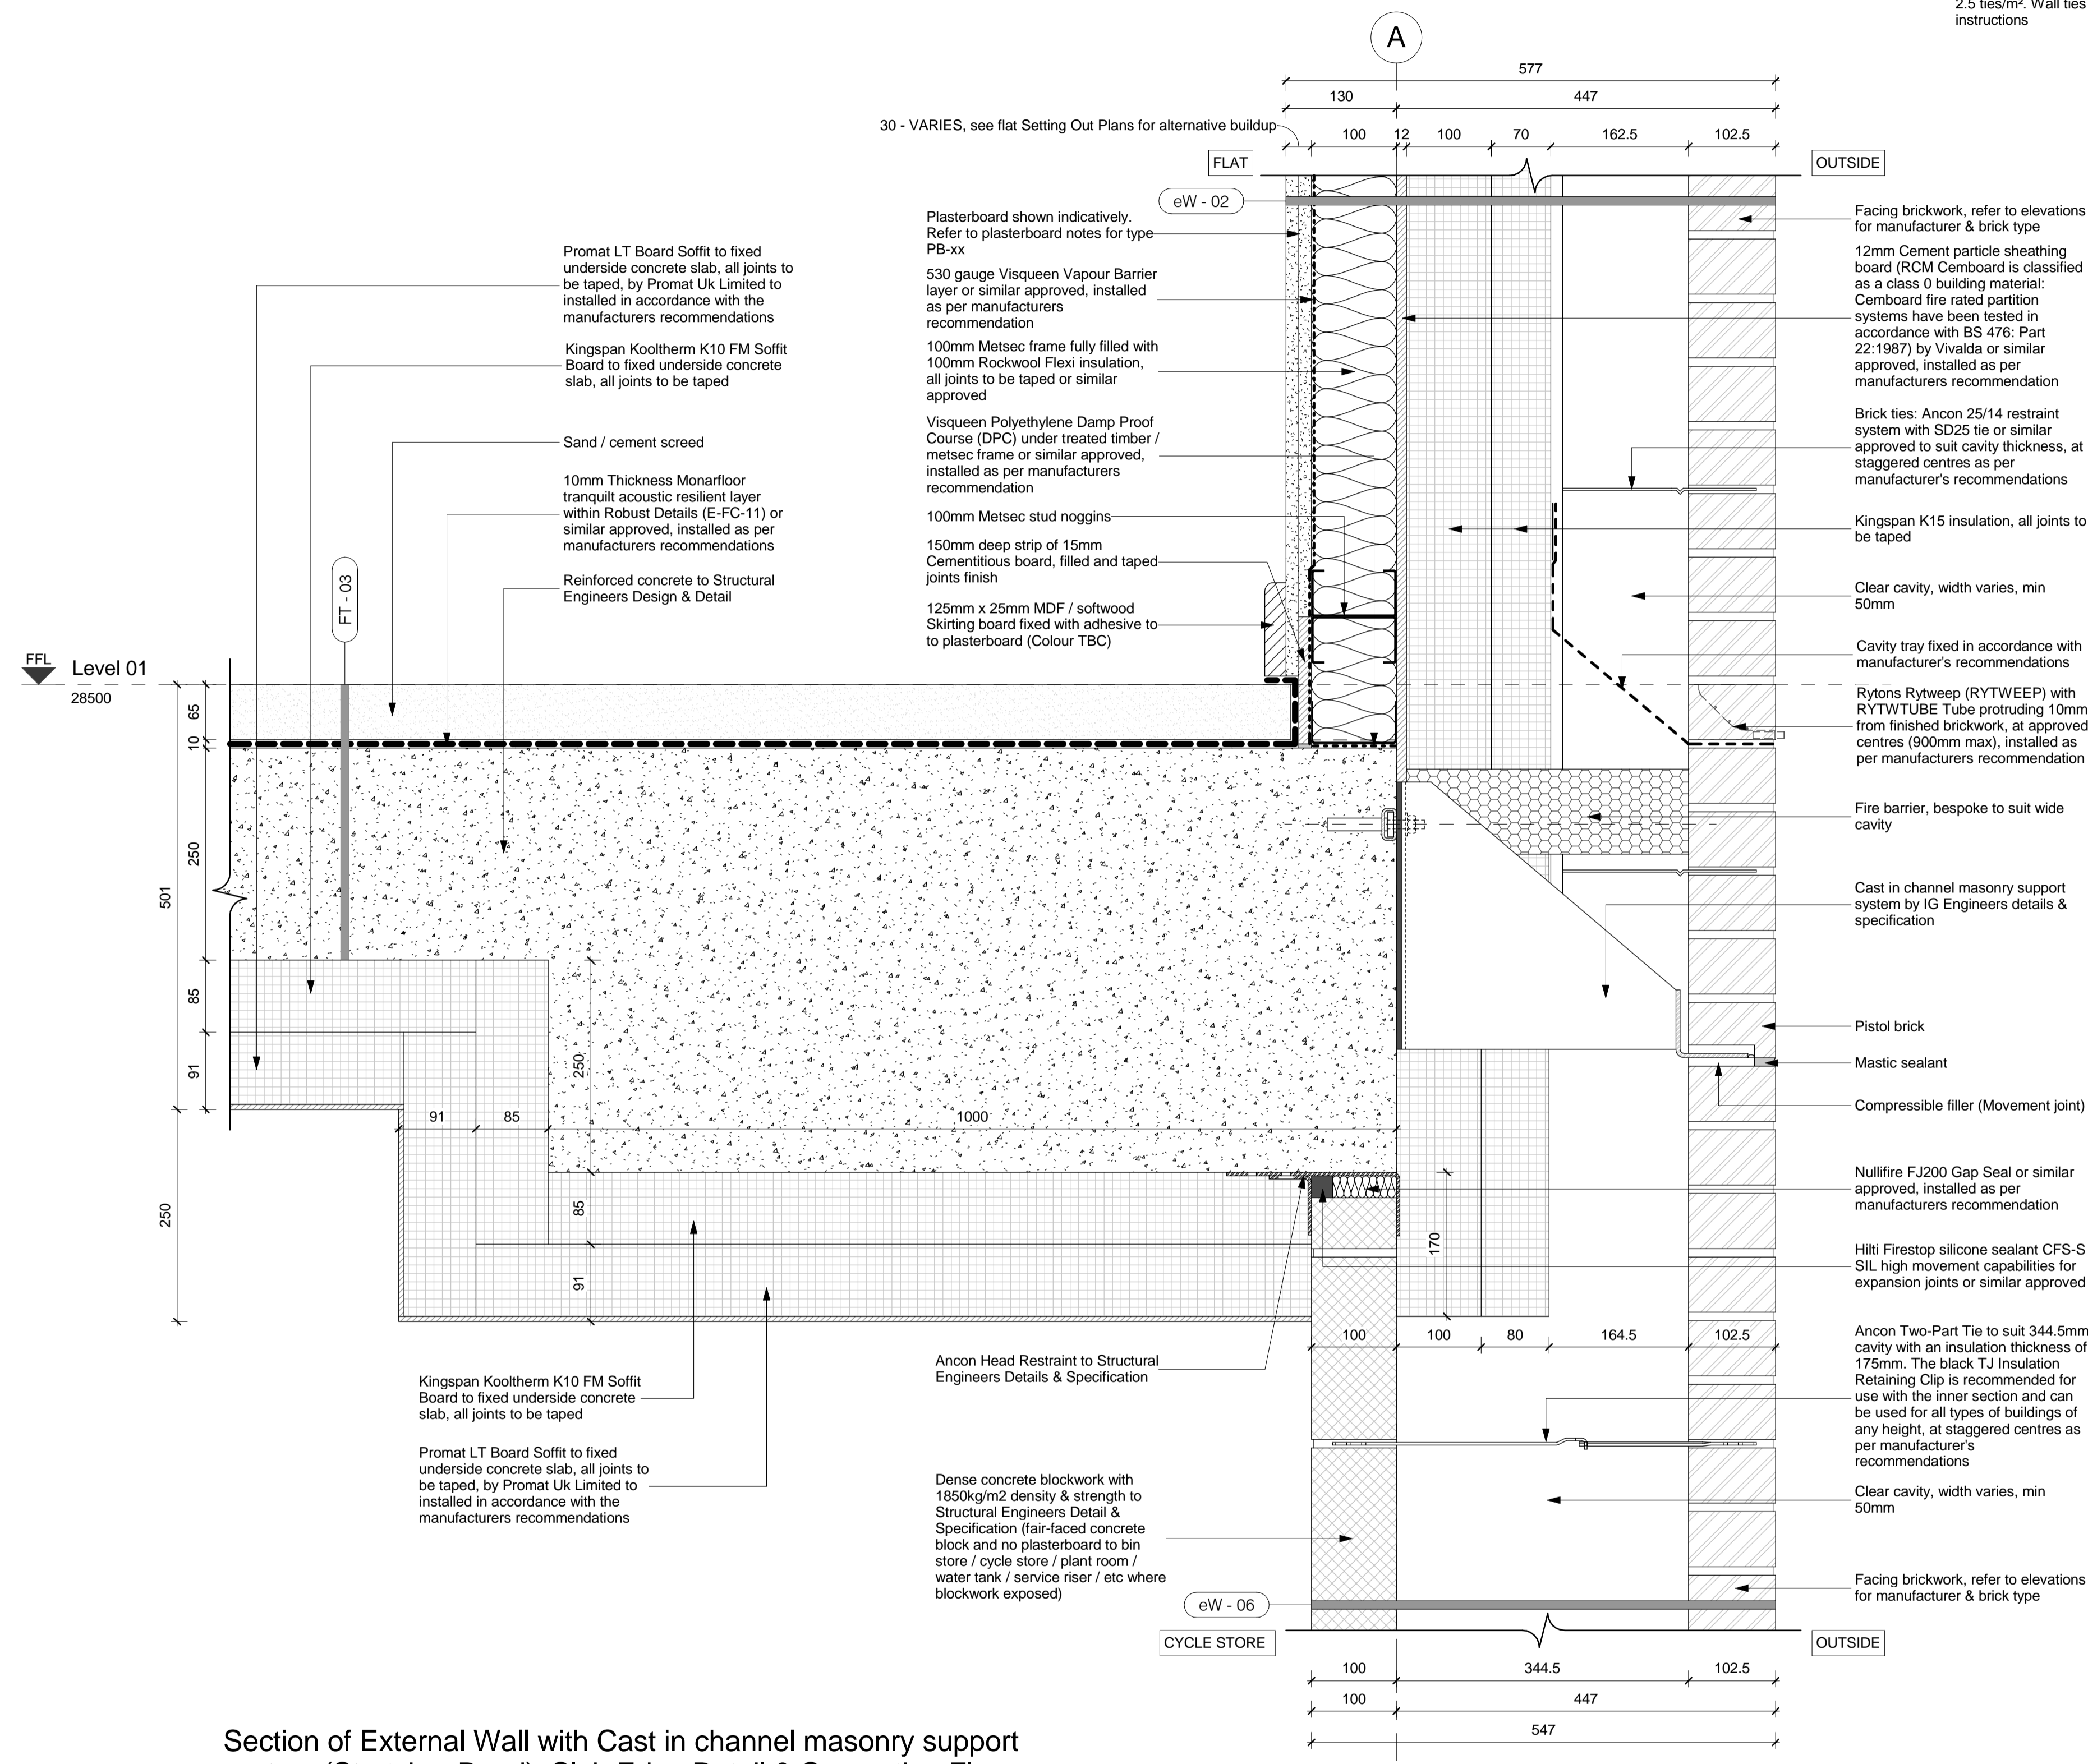 2.5 ties/m². Wall ties
instructions
A
577
130
447
30 - VARIES, see flat Setting Out Plans for alternative buildup
100
12
100
70
162.5
102.5
FLAT
OUTSIDE
eW - 02
Promat LT Board Soffit to fixed
underside concrete slab, all joints to
be taped, by Promat Uk Limited to
installed in accordance with the
manufacturers recommendations
Kingspan Kooltherm K10 FM Soffit
Board to fixed underside concrete
slab, all joints to be taped
Sand / cement screed
10mm Thickness Monarfloor
tranquilt acoustic resilient layer
within Robust Details (E-FC-11) or
similar approved, installed as per
manufacturers recommendations
Reinforced concrete to Structural
Engineers Design & Detail
FT - 03
FFL
Level 01
28500
Plasterboard shown indicatively.
Refer to plasterboard notes for type
PB-xx
530 gauge Visqueen Vapour Barrier
layer or similar approved, installed
as per manufacturers
recommendation
100mm Metsec frame fully filled with
100mm Rockwool Flexi insulation,
all joints to be taped or similar
approved
Visqueen Polyethylene Damp Proof
Course (DPC) under treated timber /
metsec frame or similar approved,
installed as per manufacturers
recommendation
100mm Metsec stud noggins
150mm deep strip of 15mm
Cementitious board, filled and taped
joints finish
125mm x 25mm MDF / softwood
Skirting board fixed with adhesive to
to plasterboard (Colour TBC)
Facing brickwork, refer to elevations
for manufacturer & brick type
12mm Cement particle sheathing
board (RCM Cemboard is classified
as a class 0 building material:
Cemboard fire rated partition
systems have been tested in
accordance with BS 476: Part
22:1987) by Vivalda or similar
approved, installed as per
manufacturers recommendation
Brick ties: Ancon 25/14 restraint
system with SD25 tie or similar
approved to suit cavity thickness, at
staggered centres as per
manufacturer's recommendations
Kingspan K15 insulation, all joints to
be taped
Clear cavity, width varies, min
50mm
Cavity tray fixed in accordance with
manufacturer's recommendations
Rytons Rytweep (RYTWEEP) with
RYTWTUBE Tube protruding 10mm
from finished brickwork, at approved
centres (900mm max), installed as
per manufacturers recommendation
Fire barrier, bespoke to suit wide
cavity
Cast in channel masonry support
system by IG Engineers details &
specification
Pistol brick
Mastic sealant
Compressible filler (Movement joint)
Nullifire FJ200 Gap Seal or similar
approved, installed as per
manufacturers recommendation
Hilti Firestop silicone sealant CFS-S
SIL high movement capabilities for
expansion joints or similar approved
Ancon Two-Part Tie to suit 344.5mm
cavity with an insulation thickness of
175mm. The black TJ Insulation
Retaining Clip is recommended for
use with the inner section and can
be used for all types of buildings of
any height, at staggered centres as
per manufacturer's
recommendations
Clear cavity, width varies, min
50mm
Facing brickwork, refer to elevations
for manufacturer & brick type
65
10
250
501
85
91
250
91
85
250
1000
85
91
170
100
100
80
164.5
102.5
Kingspan Kooltherm K10 FM Soffit
Board to fixed underside concrete
slab, all joints to be taped
Promat LT Board Soffit to fixed
underside concrete slab, all joints to
be taped, by Promat Uk Limited to
installed in accordance with the
manufacturers recommendations
Ancon Head Restraint to Structural
Engineers Details & Specification
Dense concrete blockwork with
1850kg/m2 density & strength to
Structural Engineers Detail &
Specification (fair-faced concrete
block and no plasterboard to bin
store / cycle store / plant room /
water tank / service riser / etc where
blockwork exposed)
eW - 06
CYCLE STORE
OUTSIDE
100
344.5
102.5
100
447
547
Section of External Wall with Cast in channel masonry support